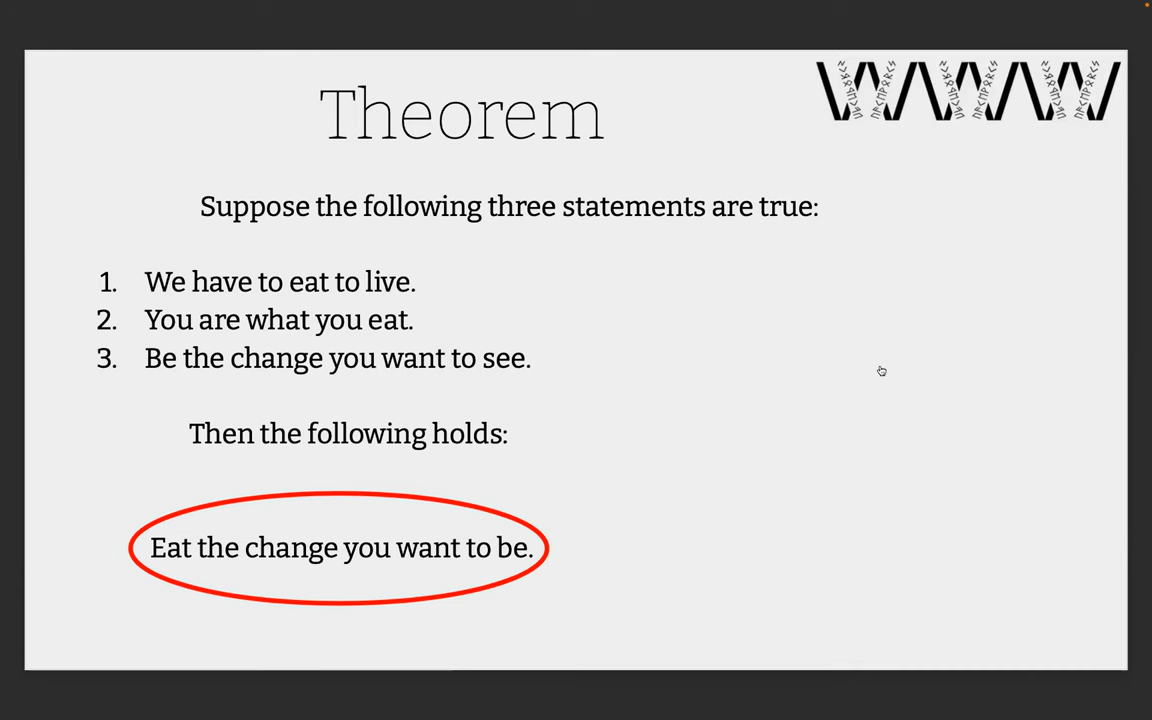 Theorem
WWW
Suppose the following three statements are true:
1. We have to eat to live.
2. You are what you eat.
3. Be the change you want to see.
Then the following holds:
Eat the change you want to be.